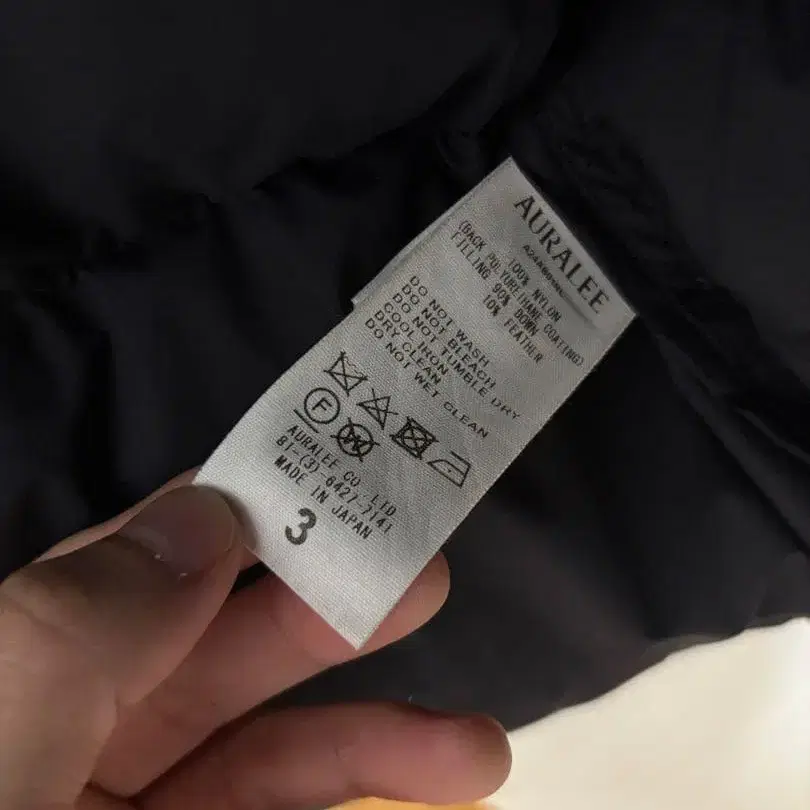 AURALEE
100% NYLON
(BACK POLYURETHANE COATING)
FILLING 90% DOWN
10% FEATHER
DO NOT WASH
DO NOT BLEACH
DO NOT TUMBLE DRY
COOL IRON
DRY CLEAN
DO NOT WET CLEAN
F
W
AURALEE CO LTD
81-(3)-6427-7141
MADE IN JAPAN
3